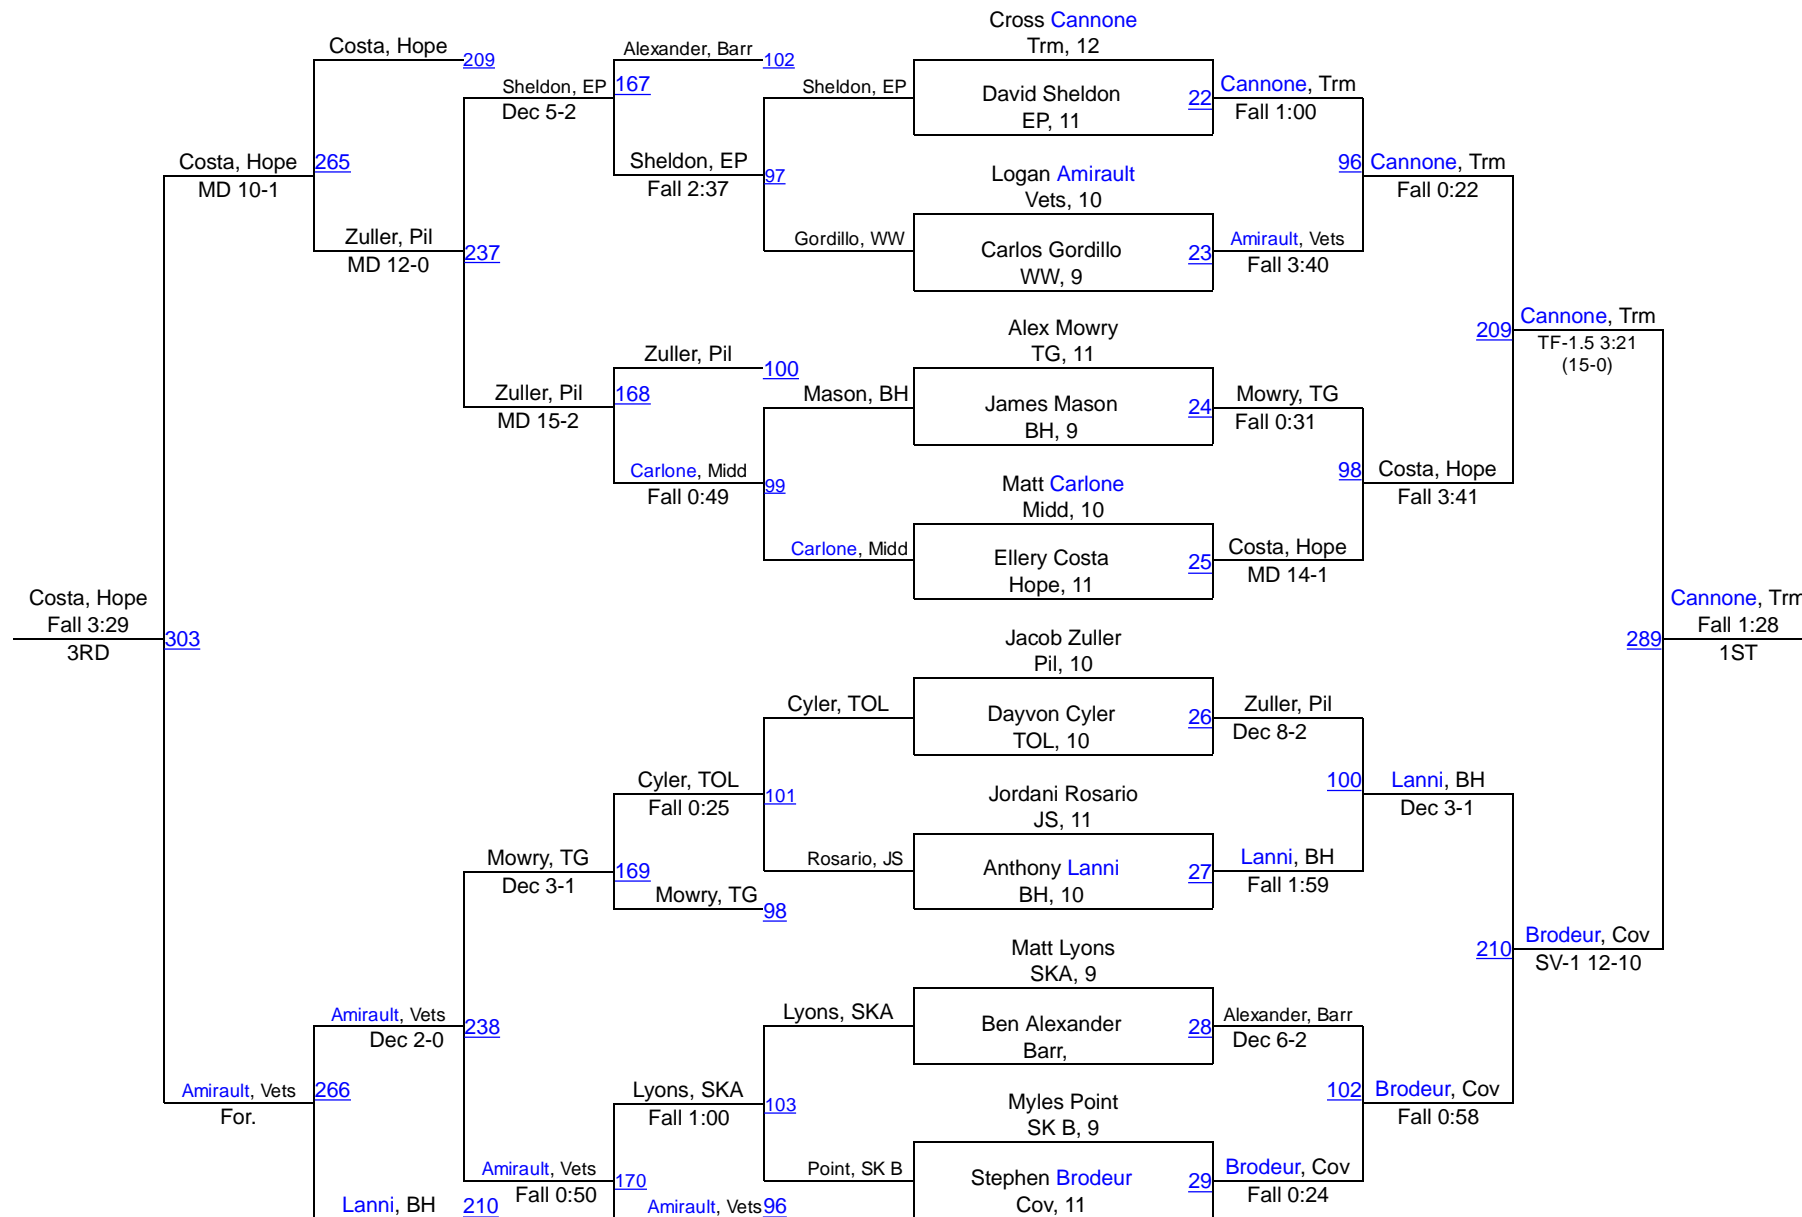 Cross Cannone
Costa, Hope
Alexander, Barr
Trm, 12
209
102
Sheldon, EP
167
Sheldon, EP
Cannone, Trm
David Sheldon
22
Dec 5-2
Fall 1:00
EP, 11
Costa, Hope
265
Sheldon, EP
96
Cannone, Trm
MD 10-1
Fall 2:37
97
Logan Amirault
Fall 0:22
Vets, 10
Zuller, Pil
Gordillo, WW
Amirault, Vets
MD 12-0
237
Carlos Gordillo
23
Fall 3:40
WW, 9
Cannone, Trm
Alex Mowry
209
TF-1.5 3:21
Zuller, Pil
TG, 11
(15-0)
100
Zuller, Pil
168
Mason, BH
James Mason
24
Mowry, TG
MD 15-2
BH, 9
Fall 0:31
Carlone, Midd
98
Costa, Hope
Fall 0:49
99
Matt Carlone
Fall 3:41
Midd, 10
Carlone, Midd
Ellery Costa
25
Costa, Hope
Hope, 11
MD 14-1
Costa, Hope
Cannone, Trm
Fall 3:29
303
Jacob Zuller
289
Fall 1:28
3RD
Pil, 10
1ST
Cyler, TOL
Dayvon Cyler
26
Zuller, Pil
TOL, 10
Dec 8-2
Cyler, TOL
101
Jordani Rosario
100
Lanni, BH
Fall 0:25
JS, 11
Dec 3-1
Mowry, TG
169
Rosario, JS
Anthony Lanni
27
Lanni, BH
Dec 3-1
Mowry, TG
98
BH, 10
Fall 1:59
Matt Lyons
210
Brodeur, Cov
SKA, 9
SV-1 12-10
Amirault, Vets
238
Lyons, SKA
Ben Alexander
28
Alexander, Barr
Dec 2-0
Barr,
Dec 6-2
Amirault, Vets
266
Lyons, SKA
103
Myles Point
102
Brodeur, Cov
For.
Fall 1:00
SK B, 9
Fall 0:58
Amirault, Vets
170
Point, SK B
Stephen Brodeur
29
Brodeur, Cov
Lanni, BH
210
Fall 0:50
Amirault, Vets
96
Cov, 11
Fall 0:24